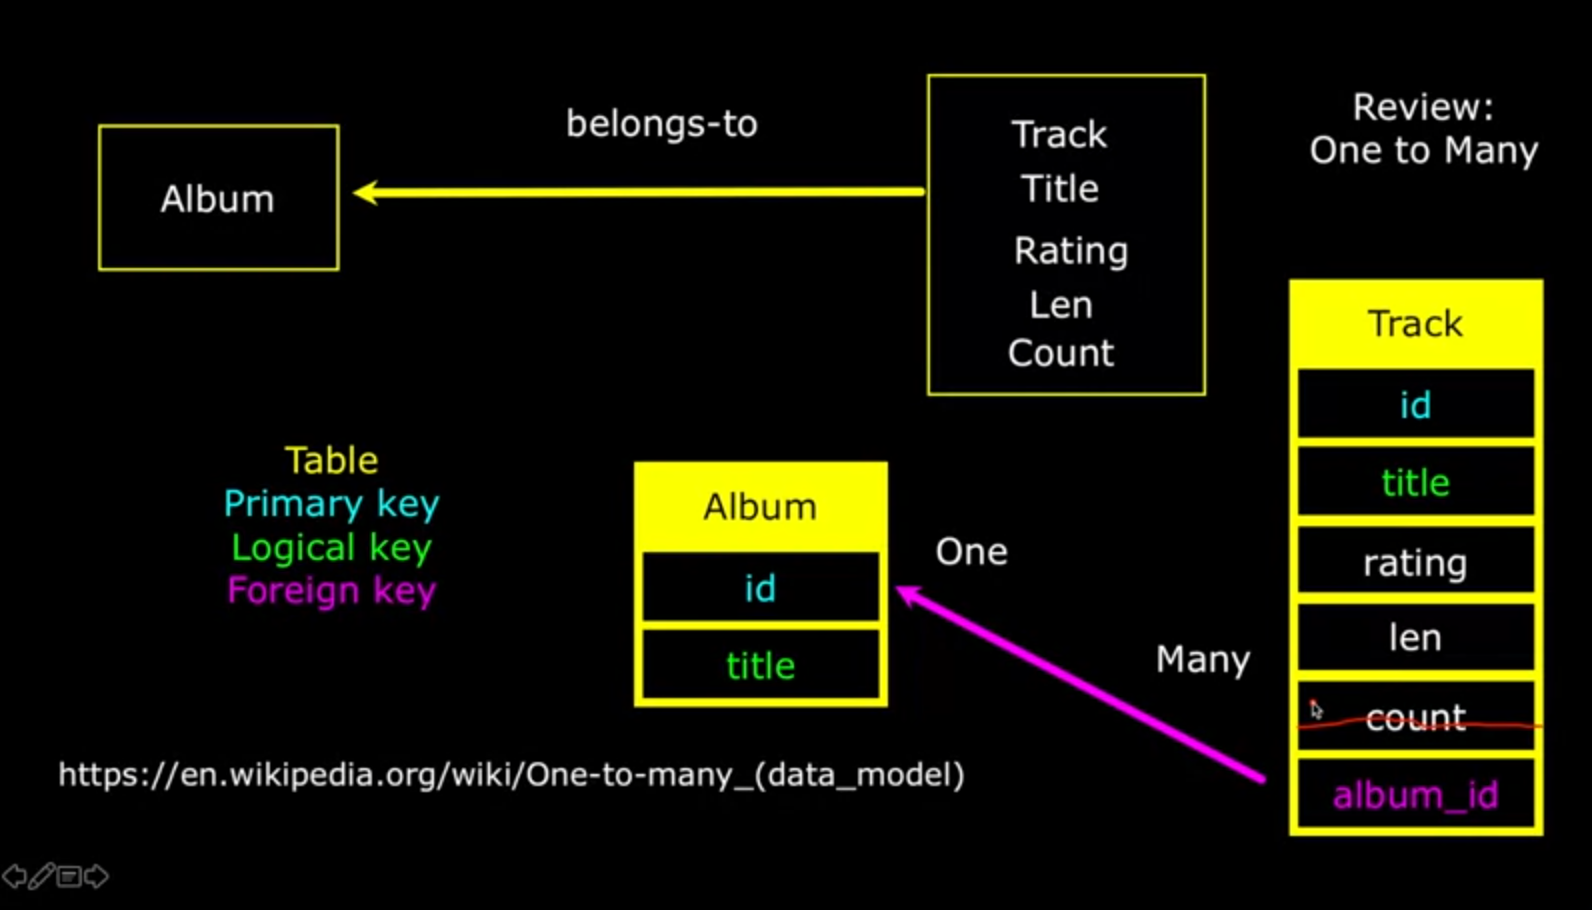 Album
belongs-to
Track
Title
Rating
Len
Count
Review:
One to Many
Table
Primary key
Logical key
Foreign key
Album
id
title
One
Many
Track
id
title
rating
len
count
album_id
https://en.wikipedia.org/wiki/One-to-many_(data_model)